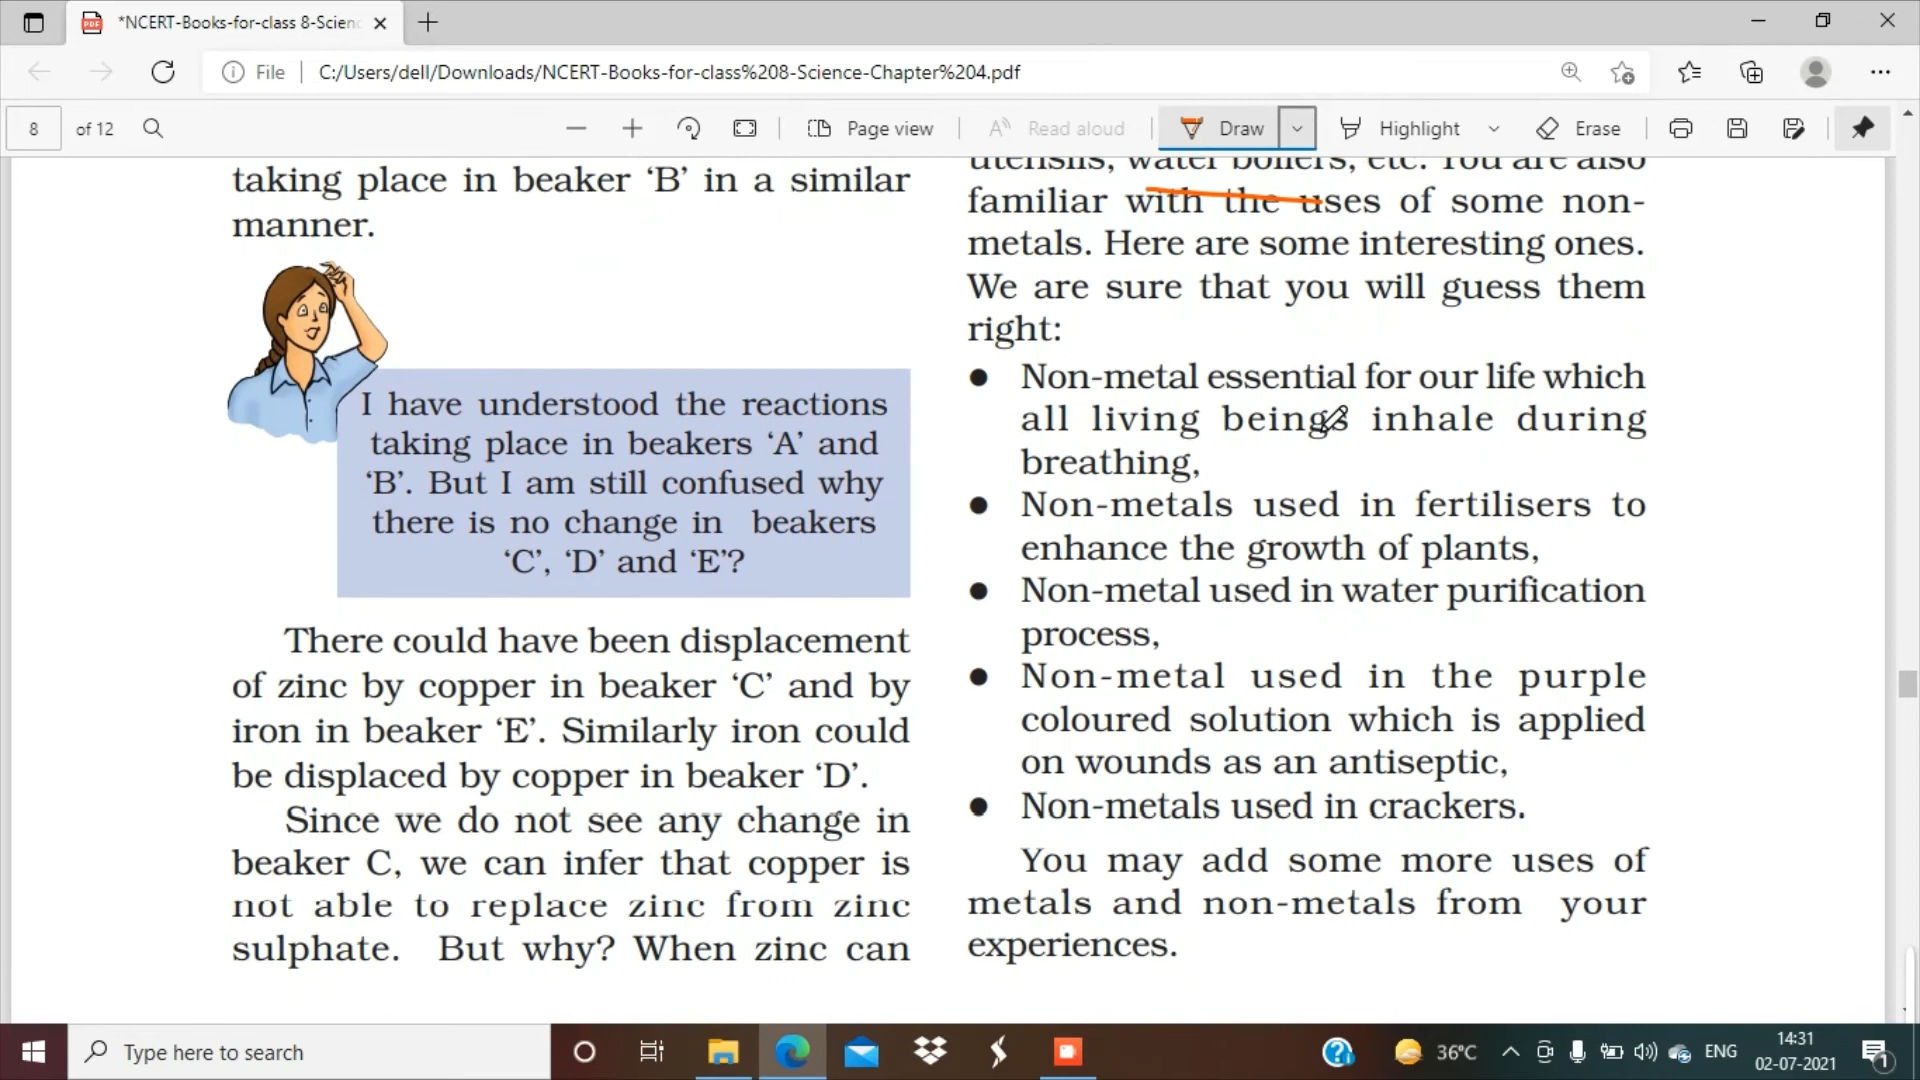 *NCERT-Books-for-class 8-Scien
File
C:/Users/dell/Downloads/NCERT-Books-for-class%208-Science-Chapter%204.pdf
8 of 12
Page view
Read aloud
Draw
Highlight
Erase
taking place in beaker ‘B’ in a similar
manner.
I have understood the reactions
taking place in beakers ‘A’ and
‘B’. But I am still confused why
there is no change in beakers
‘C’, ‘D’ and ‘E’?
There could have been displacement
of zinc by copper in beaker ‘C’ and by
iron in beaker ‘E’. Similarly iron could
be displaced by copper in beaker ‘D’.
Since we do not see any change in
beaker C, we can infer that copper is
not able to replace zinc from zinc
sulphate. But why? When zinc can
utensils, water boilers, etc. You are also
familiar with the uses of some non-
metals. Here are some interesting ones.
We are sure that you will guess them
right:
● Non-metal essential for our life which
all living beings inhale during
breathing,
● Non-metals used in fertilisers to
enhance the growth of plants,
● Non-metal used in water purification
process,
● Non-metal used in the purple
coloured solution which is applied
on wounds as an antiseptic,
● Non-metals used in crackers.
You may add some more uses of
metals and non-metals from your
experiences.
Type here to search
36°C
ENG
14:31
02-07-2021
1